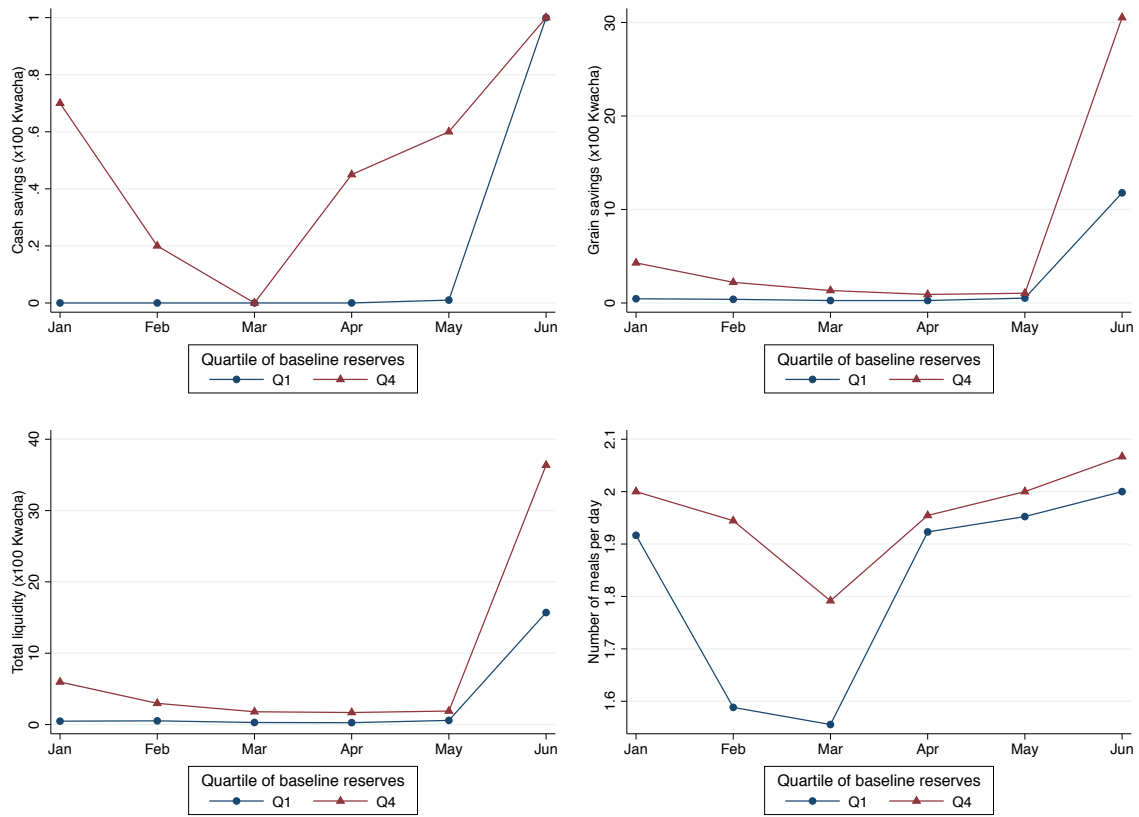 Cash savings (x100 Kwacha)
0 .2 .4 .6 .8 1
Jan Feb Mar Apr May Jun
Quartile of baseline reserves
Q1 Q4
Grain savings (x100 Kwacha)
0 10 20 30
Jan Feb Mar Apr May Jun
Quartile of baseline reserves
Q1 Q4
Total liquidity (x100 Kwacha)
0 10 20 30 40
Jan Feb Mar Apr May Jun
Quartile of baseline reserves
Q1 Q4
Number of meals per day
1.6 1.7 1.8 1.9 2 2.1
Jan Feb Mar Apr May Jun
Quartile of baseline reserves
Q1 Q4